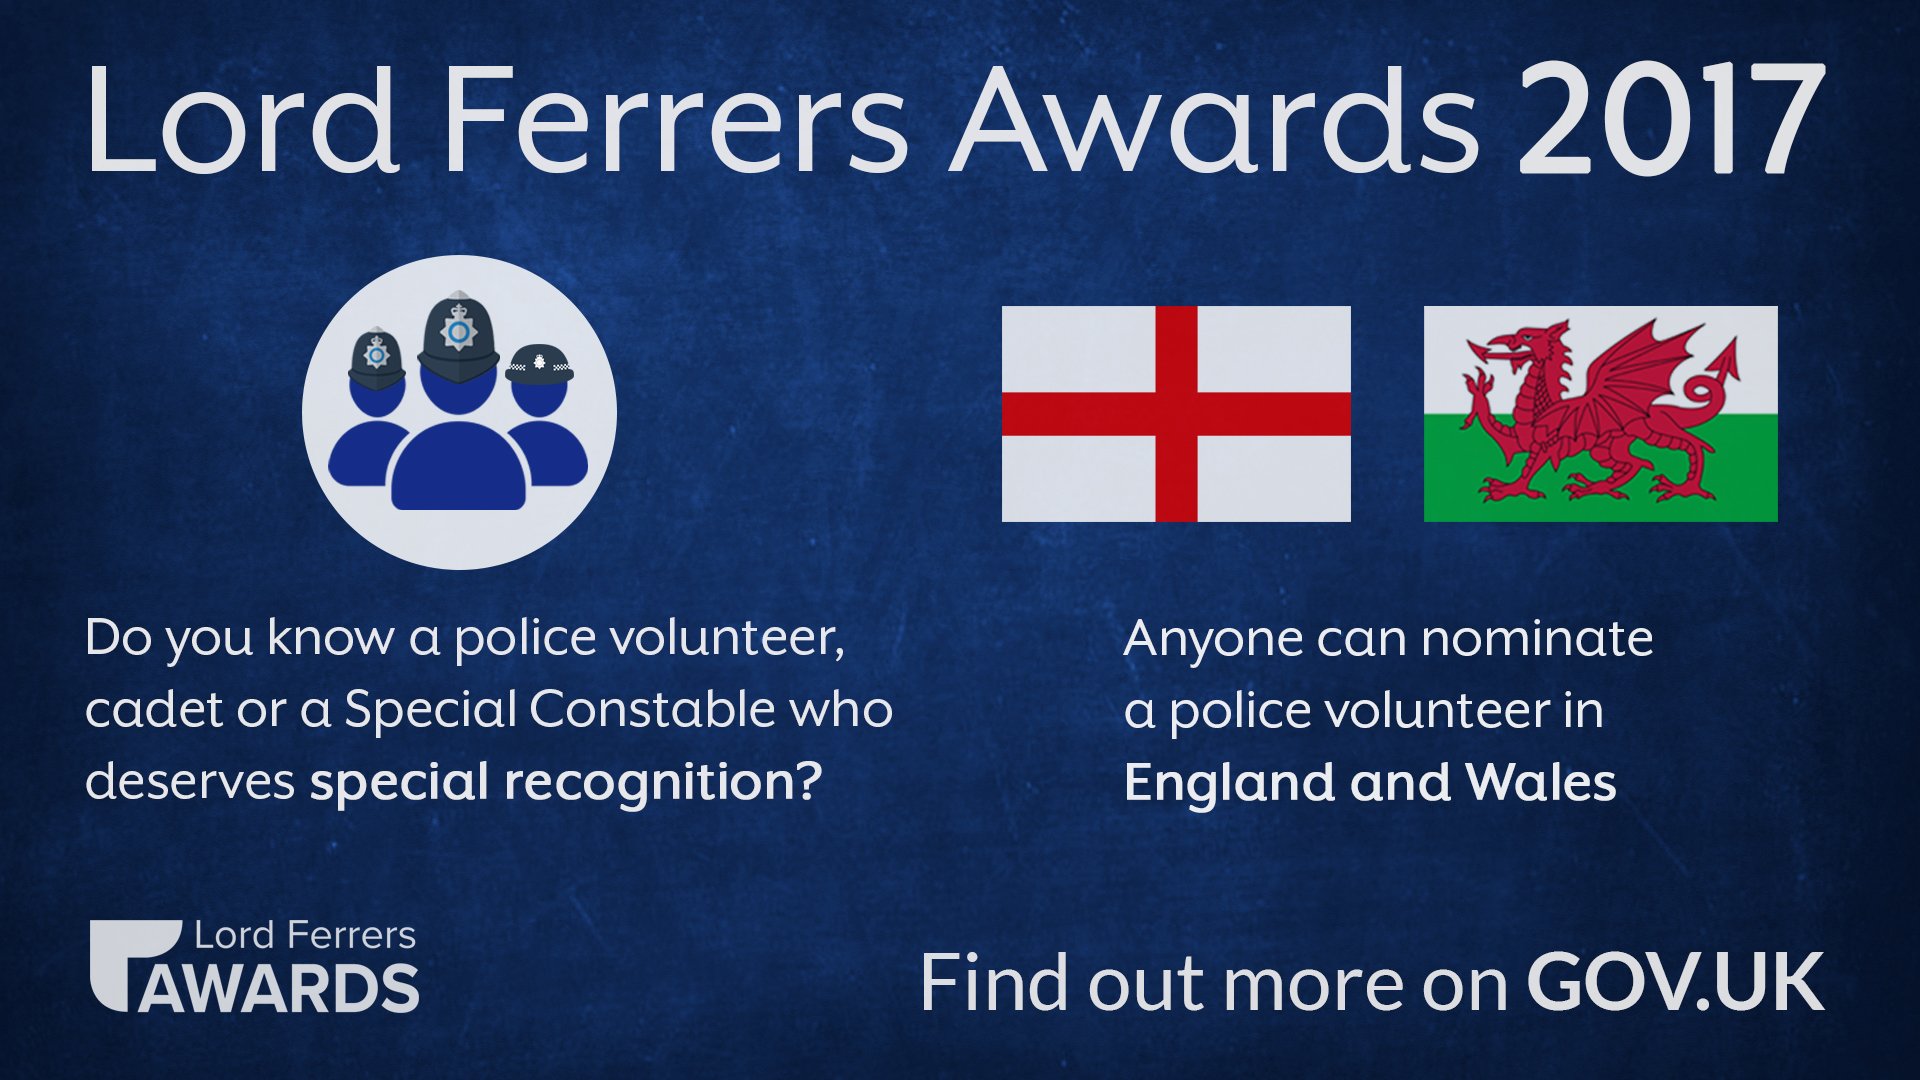 Lord Ferrers Awards 2017
Do you know a police volunteer,
cadet or a Special Constable who
deserves special recognition?
Anyone can nominate
a police volunteer in
England and Wales
Lord Ferrers
AWARDS
Find out more on GOV.UK